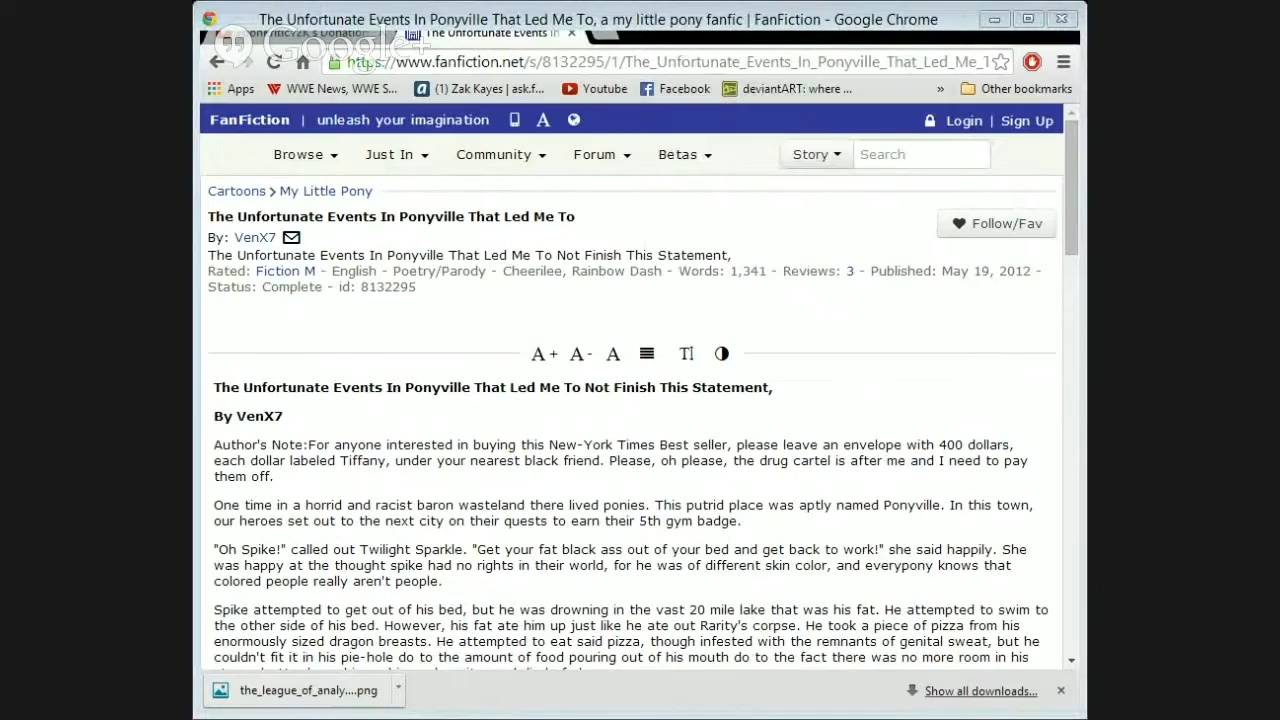 The Unfortunate Events In Ponyville That Led Me To, a my little pony fanfic | FanFiction - Google Chrome
The Unfortunate Events In
Google+
https://www.fanfiction.net/s/8132295/1/The_Unfortunate_Events_In_Ponyville_That_Led_Me_T
Apps WWE News, WWE S... (1) Zak Kayes | ask.f... Youtube Facebook deviantART: where ... » Other bookmarks
FanFiction | unleash your imagination A Login | Sign Up
Browse Just In Community Forum Betas Story Search
Cartoons > My Little Pony
The Unfortunate Events In Ponyville That Led Me To
Follow/Fav
By: VenX7
The Unfortunate Events In Ponyville That Led Me To Not Finish This Statement,
Rated: Fiction M - English - Poetry/Parody - Cheerilee, Rainbow Dash - Words: 1,341 - Reviews: 3 - Published: May 19, 2012 -
Status: Complete - id: 8132295
A+ A- A TI
The Unfortunate Events In Ponyville That Led Me To Not Finish This Statement,
By VenX7
Author's Note:For anyone interested in buying this New-York Times Best seller, please leave an envelope with 400 dollars,
each dollar labeled Tiffany, under your nearest black friend. Please, oh please, the drug cartel is after me and I need to pay
them off.
One time in a horrid and racist baron wasteland there lived ponies. This putrid place was aptly named Ponyville. In this town,
our heroes set out to the next city on their quests to earn their 5th gym badge.
"Oh Spike!" called out Twilight Sparkle. "Get your fat black ass out of your bed and get back to work!" she said happily. She
was happy at the thought spike had no rights in their world, for he was of different skin color, and everypony knows that
colored people really aren't people.
Spike attempted to get out of his bed, but he was drowning in the vast 20 mile lake that was his fat. He attempted to swim to
the other side of his bed. However, his fat ate him up just like he ate out Rarity's corpse. He took a piece of pizza from his
enormously sized dragon breasts. He attempted to eat said pizza, though infested with the remnants of genital sweat, but he
couldn't fit it in his pie-hole do to the amount of food pouring out of his mouth do to the fact there was no more room in his
the_league_of_analy....png Show all downloads...